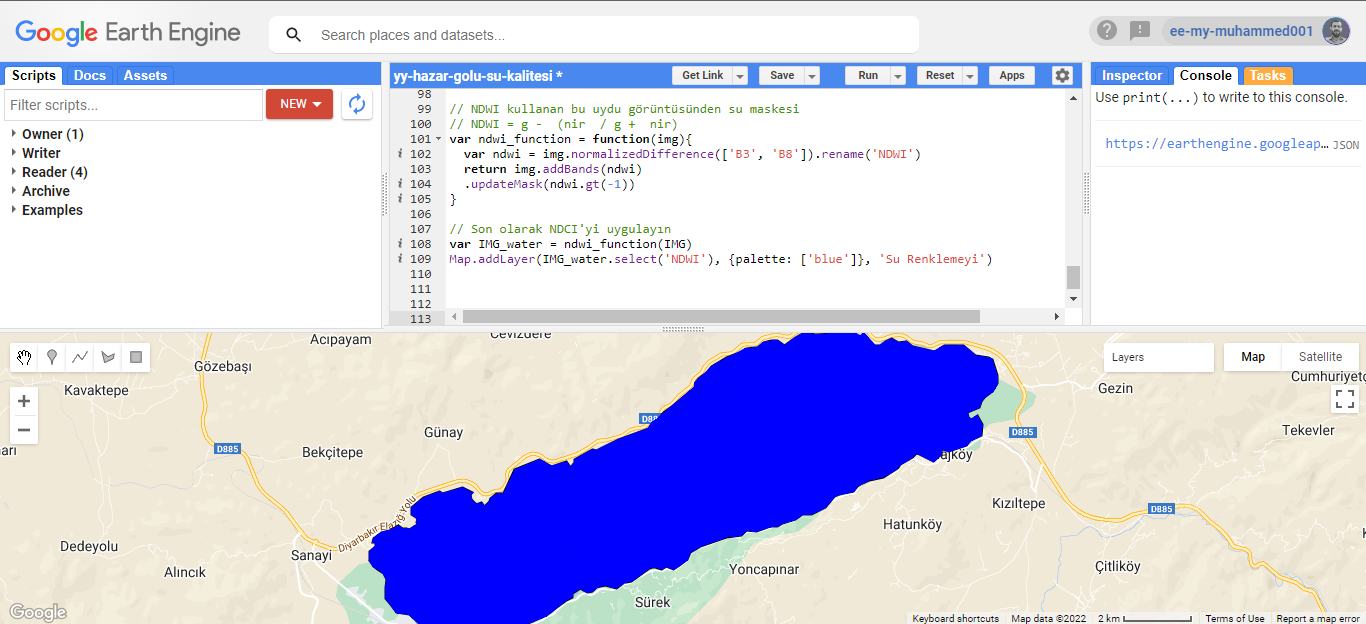 Google Earth Engine
Search places and datasets...
ee-my-muhammed001
Scripts
Docs
Assets
Filter scripts...
NEW
Owner (1)
Writer
Reader (4)
Archive
Examples
yy-hazar-golu-su-kalitesi *
Get Link
Save
Run
Reset
Apps
98
99 // NDWI kullanan bu uydu görüntüsünden su maskesi
100 // NDWI = g - (nir / g + nir)
101 var ndwi_function = function(img){
i 102 var ndwi = img.normalizedDifference(['B3', 'B8']).rename('NDWI')
103 return img.addBands(ndwi)
i 104 .updateMask(ndwi.gt(-1))
i 105 }
106
107 // Son olarak NDCI'yi uygulayın
i 108 var IMG_water = ndwi_function(IMG)
i 109 Map.addLayer(IMG_water.select('NDWI'), {palette: ['blue']}, 'Su Renklemeyi')
110
111
112
113
Inspector
Console
Tasks
Use print(...) to write to this console.
https://earthengine.googleap…
JSON
Acıpayam
Cevizdere
Gözebaşı
Kavaktepe
Layers
Map
Satellite
Cumhuriyet
Gezin
D885
D885
Günay
Bekçitepe
D885
Tekevler
ajköy
Kızıltepe
D885
Diyarbakır Elazığ Yolu
Hatunköy
Dedeyolu
Sanayi
Alıncık
Yoncapınar
Çitliköy
Sürek
Google
Keyboard shortcuts
Map data ©2022
2 km
Terms of Use
Report a map error